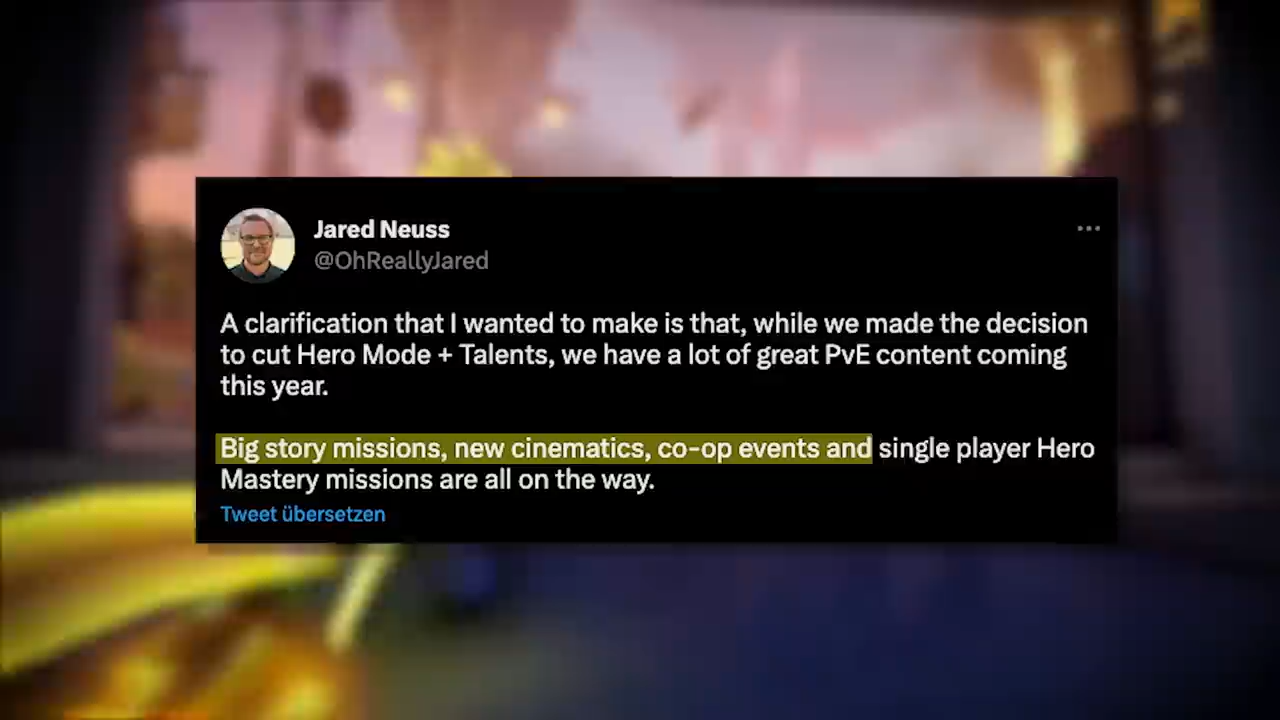 Jared Neuss
@OhReallyJared
A clarification that I wanted to make is that, while we made the decision
to cut Hero Mode + Talents, we have a lot of great PvE content coming
this year.
Big story missions, new cinematics, co-op events and single player Hero
Mastery missions are all on the way.
Tweet übersetzen